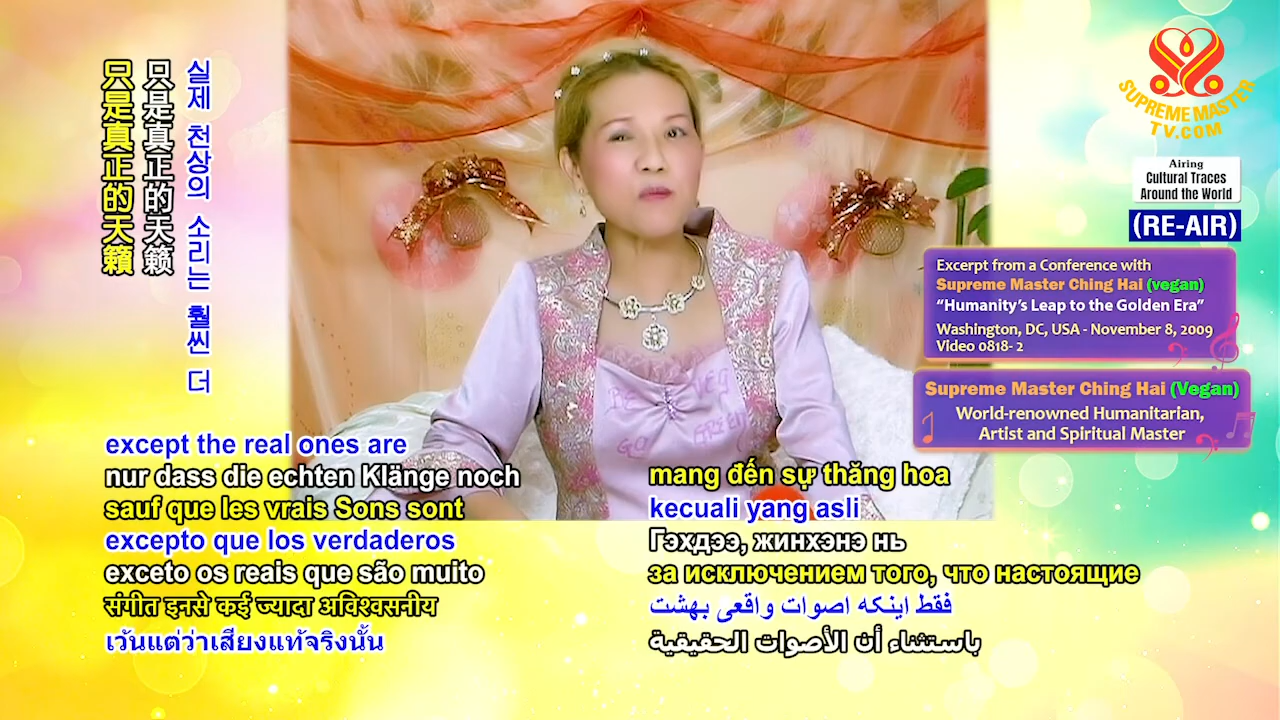 只是真正的天籟
只是真正的天籁
실제 천상의 소리는 훨씬 더
SUPREME MASTER
TV.COM
Airing
Cultural Traces
Around the World
(RE-AIR)
Excerpt from a Conference with
Supreme Master Ching Hai (vegan)
“Humanity’s Leap to the Golden Era”
Washington, DC, USA - November 8, 2009
Video 0818- 2
Supreme Master Ching Hai (Vegan)
World-renowned Humanitarian,
Artist and Spiritual Master
except the real ones are
nur dass die echten Klänge noch
sauf que les vrais Sons sont
excepto que los verdaderos
exceto os reais que são muito
संगीत इनसे कई ज्यादा अविश्वसनीय
เว้นแต่ว่าเสียงแท้จริงนั้น
mang đến sự thăng hoa
kecuali yang asli
Гэхдээ, жинхэнэ нь
за исключением того, что настоящие
فقط اینکه اصوات واقعی بهشت
باستثناء أن الأصوات الحقيقية